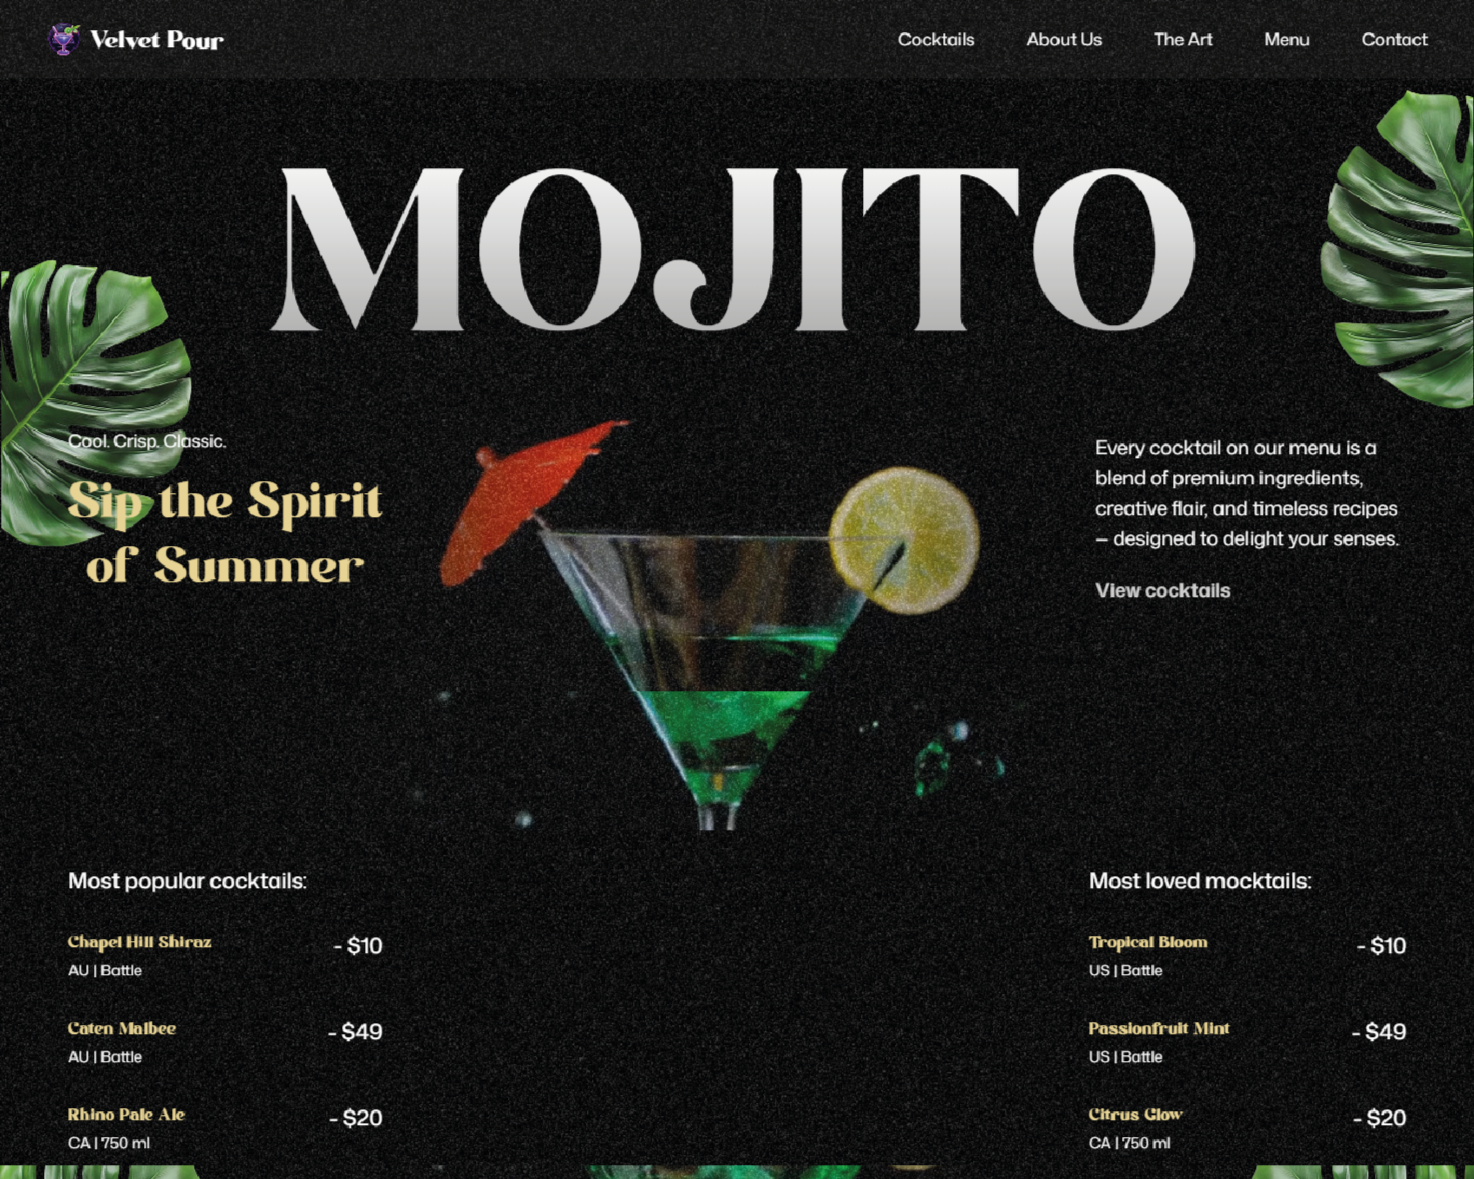 Velvet Pour
Cocktails
About Us
The Art
Menu
Contact
MOJITO
Cool. Crisp. Classic.
Sip the Spirit
of Summer
Every cocktail on our menu is a
blend of premium ingredients,
creative flair, and timeless recipes
– designed to delight your senses.
View cocktails
Most popular cocktails:
Chapel Hill Shiraz
- $10
AU | Battle
Caten Malbee
- $49
AU | Battle
Rhino Pale Ale
- $20
CA | 750 ml
Most loved mocktails:
Tropical Bloom
- $10
US | Battle
Passionfruit Mint
- $49
US | Battle
Citrus Glow
- $20
CA | 750 ml